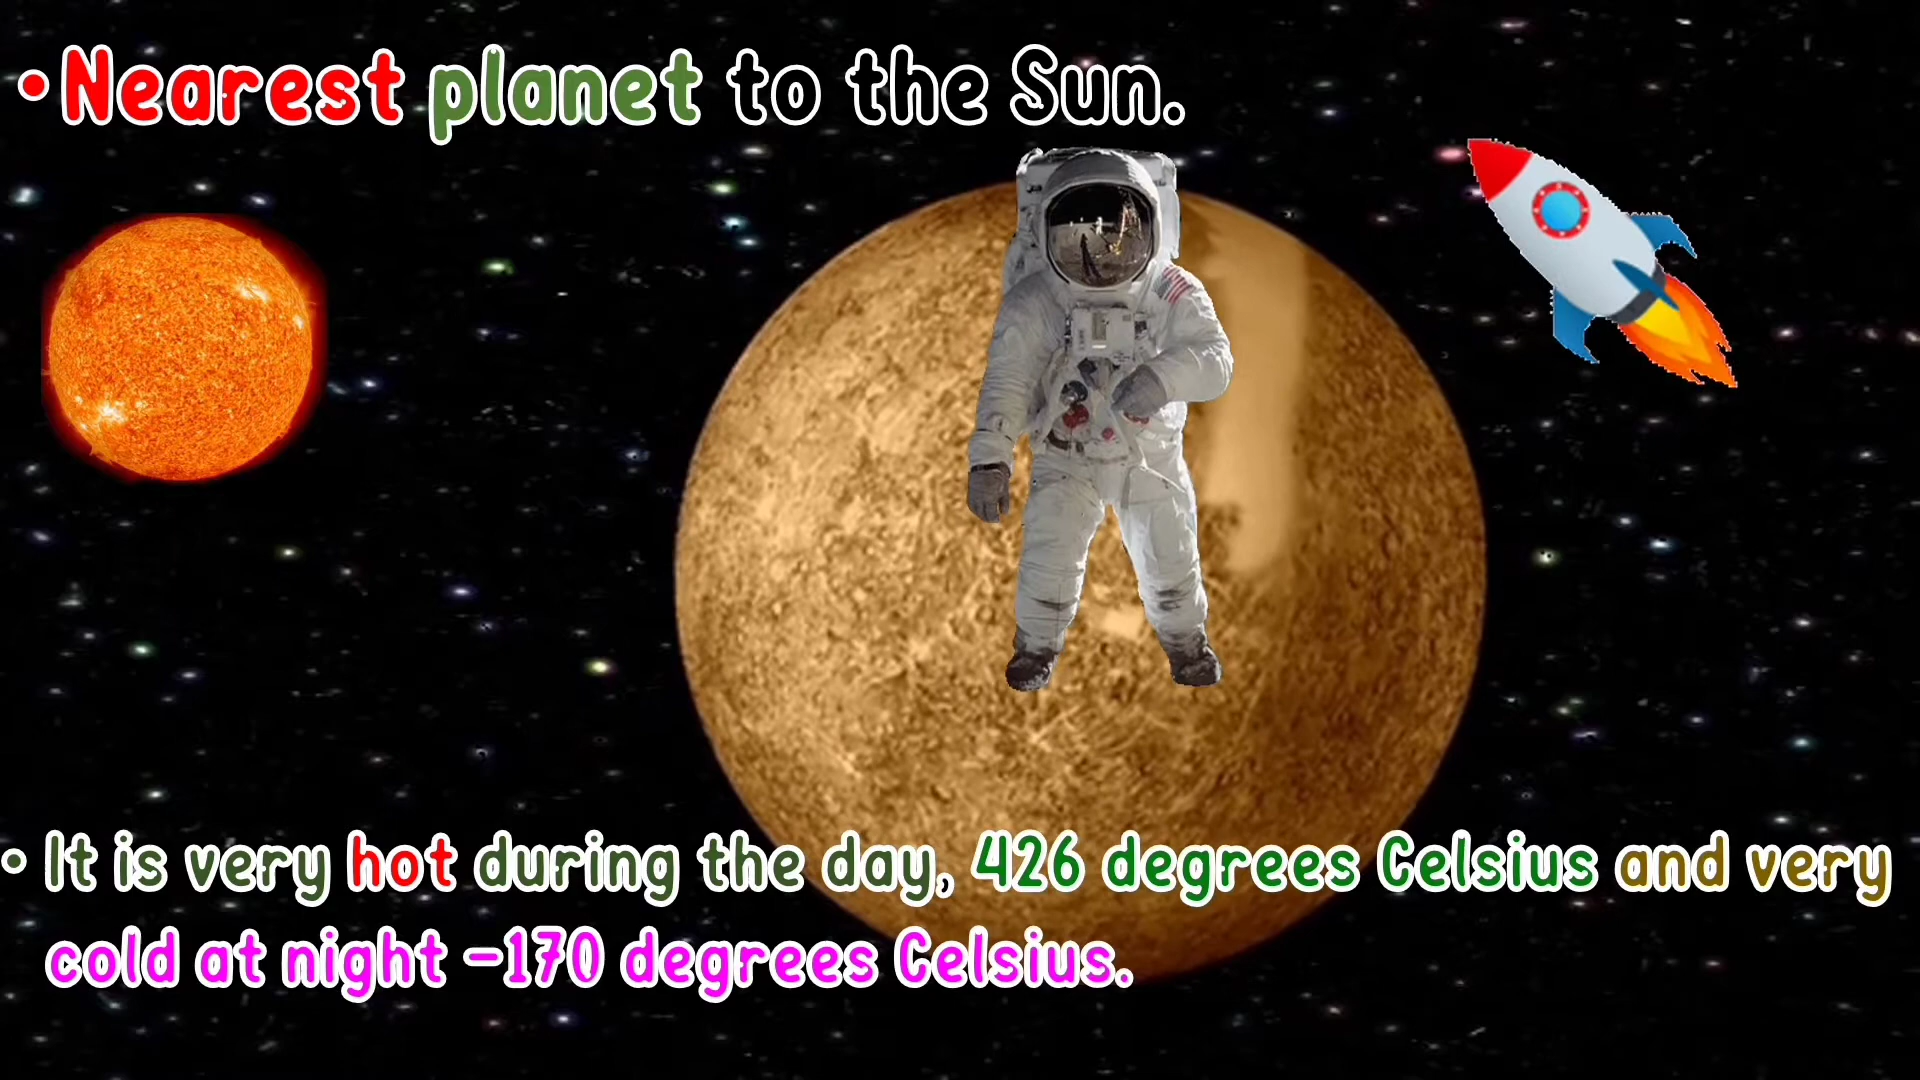 •Nearest planet to the Sun.
• It is very hot during the day, 426 degrees Celsius and very
cold at night -170 degrees Celsius.